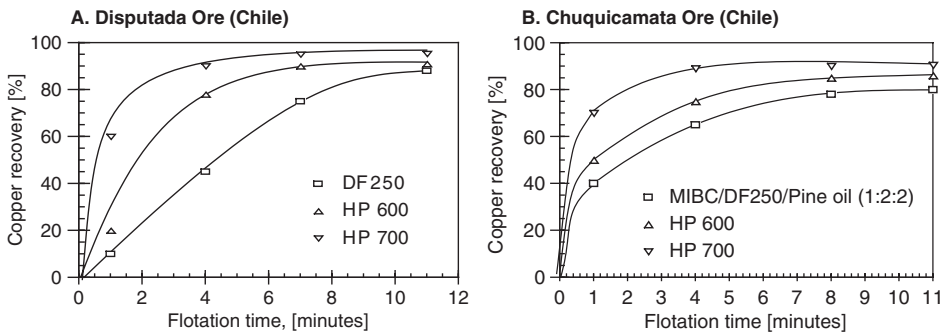 A. Disputada Ore (Chile)
Copper recovery [%]
100
80
60
40
20
0
DF250
HP 600
HP 700
0 2 4 6 8 10 12
Flotation time, [minutes]
B. Chuquicamata Ore (Chile)
Copper recovery [%]
100
80
60
40
20
0
MIBC/DF250/Pine oil (1:2:2)
HP 600
HP 700
0 1 2 3 4 5 6 7 8 9 10 11
Flotation time [minutes]